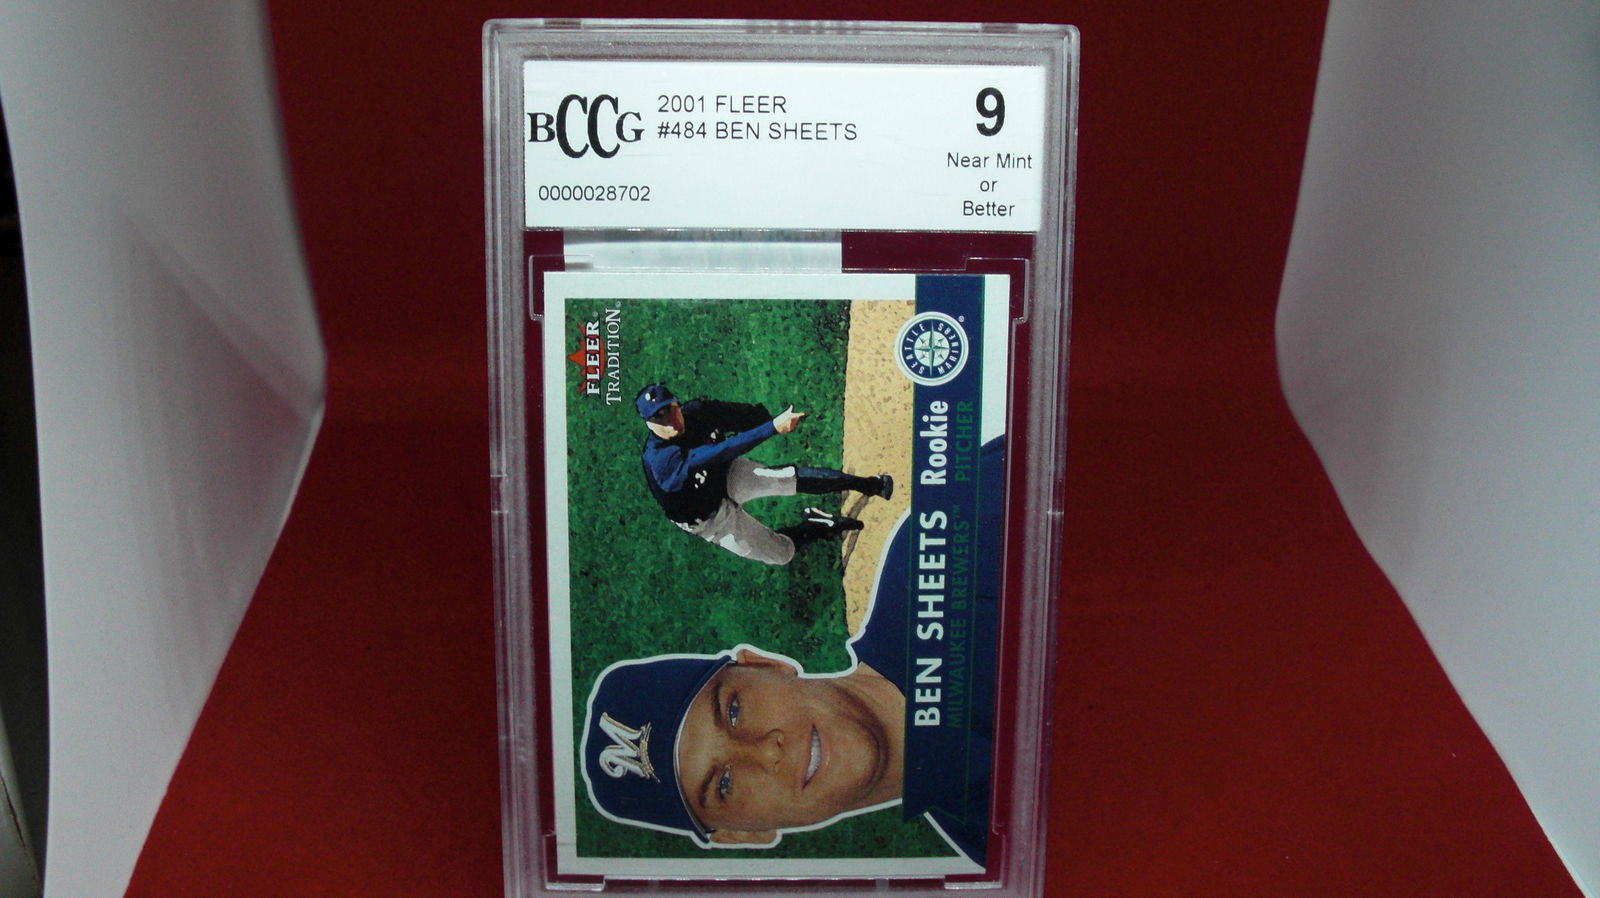 BCCG
2001 FLEER
#484 BEN SHEETS
0000028702
9
Near Mint
or
Better
FLEER®
TRADITION®
SEATTLE MARINERS ®
BEN SHEETS Rookie
MILWAUKEE BREWERS™ PITCHER
M